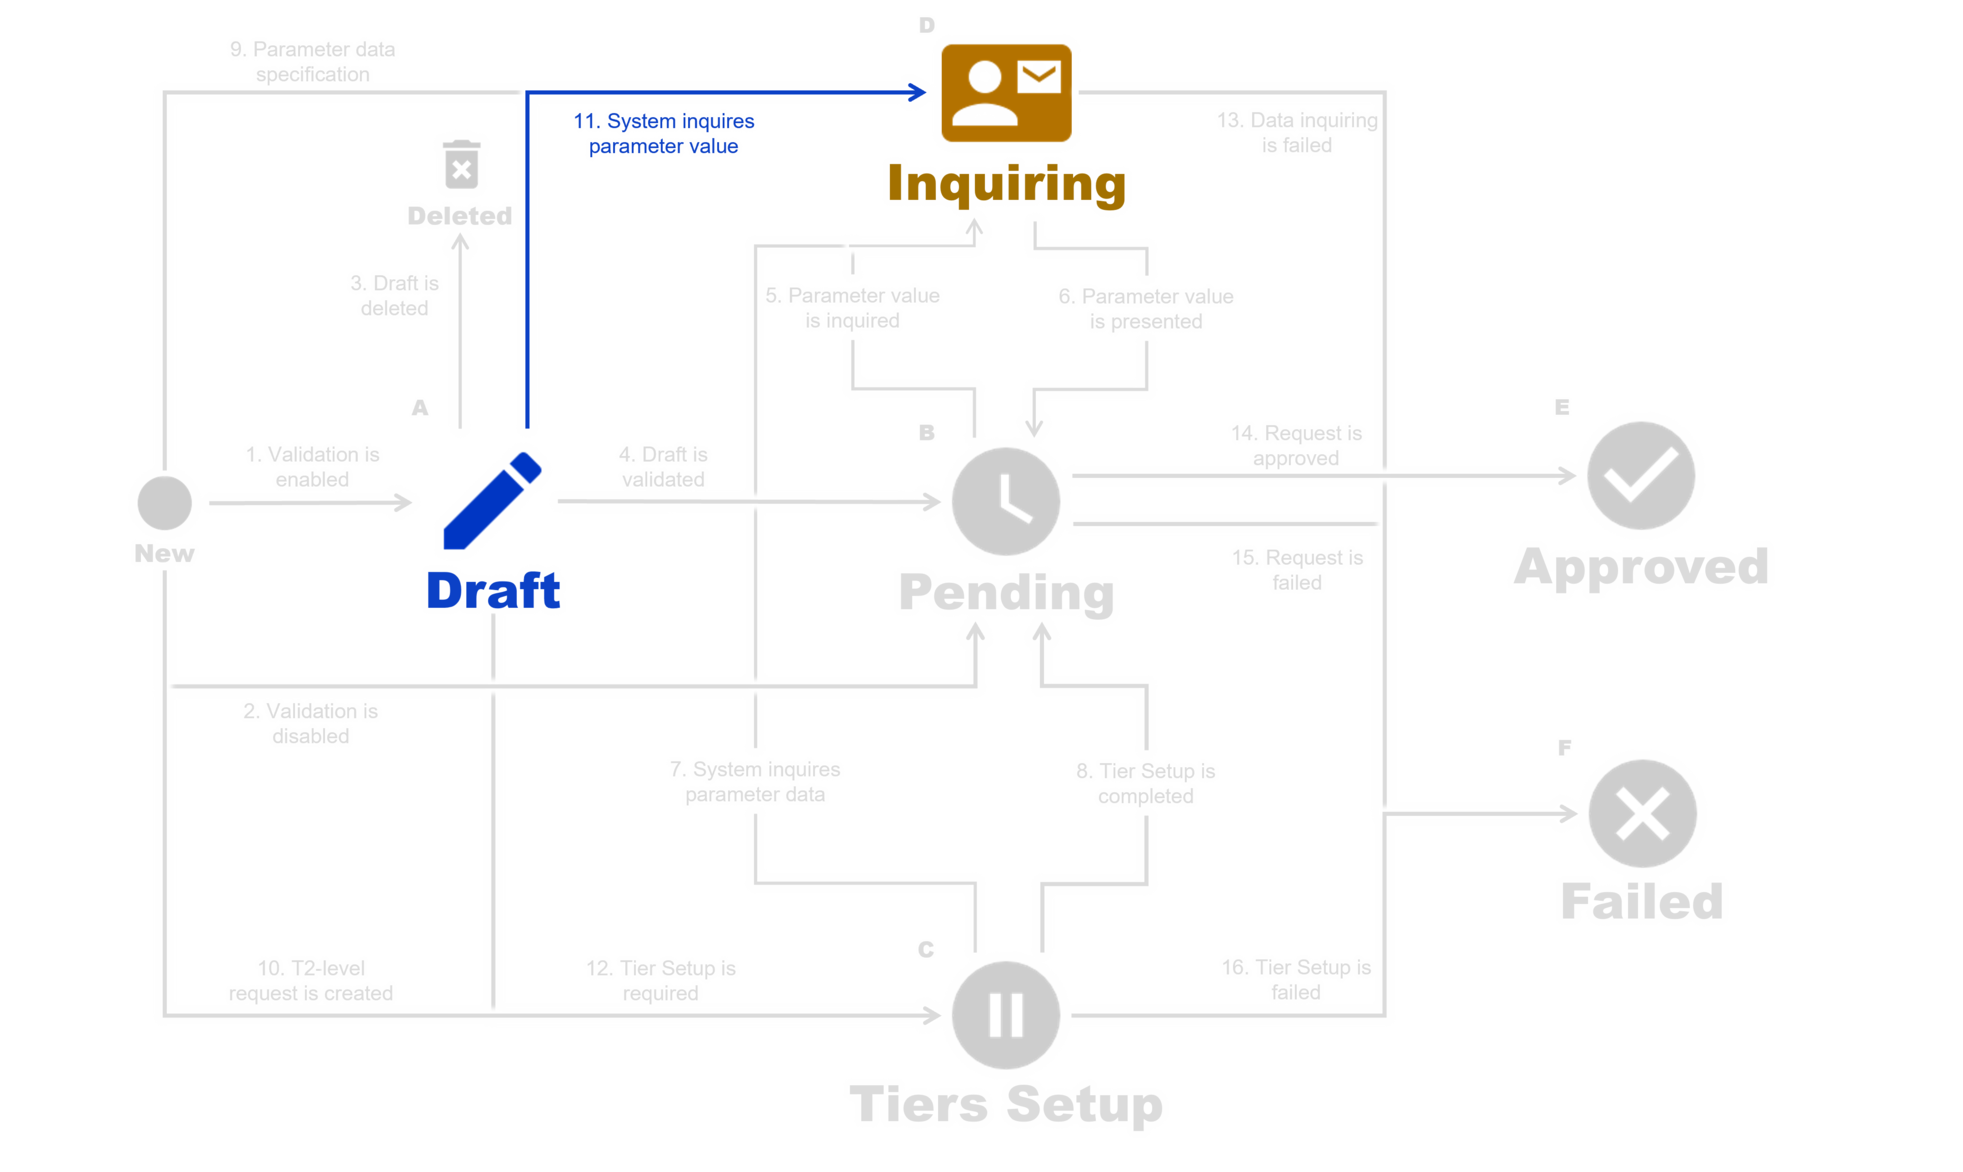 D
9. Parameter data
specification
11. System inquires
parameter value
13. Data inquiring
is failed
Inquiring
Deleted
3. Draft is
deleted
5. Parameter value
is inquired
6. Parameter value
is presented
A
B
E
1. Validation is
enabled
4. Draft is
validated
14. Request is
approved
New
Draft
Pending
15. Request is
failed
Approved
2. Validation is
disabled
7. System inquires
parameter data
8. Tier Setup is
completed
F
Failed
C
10. T2-level
request is created
12. Tier Setup is
required
16. Tier Setup is
failed
Tiers Setup